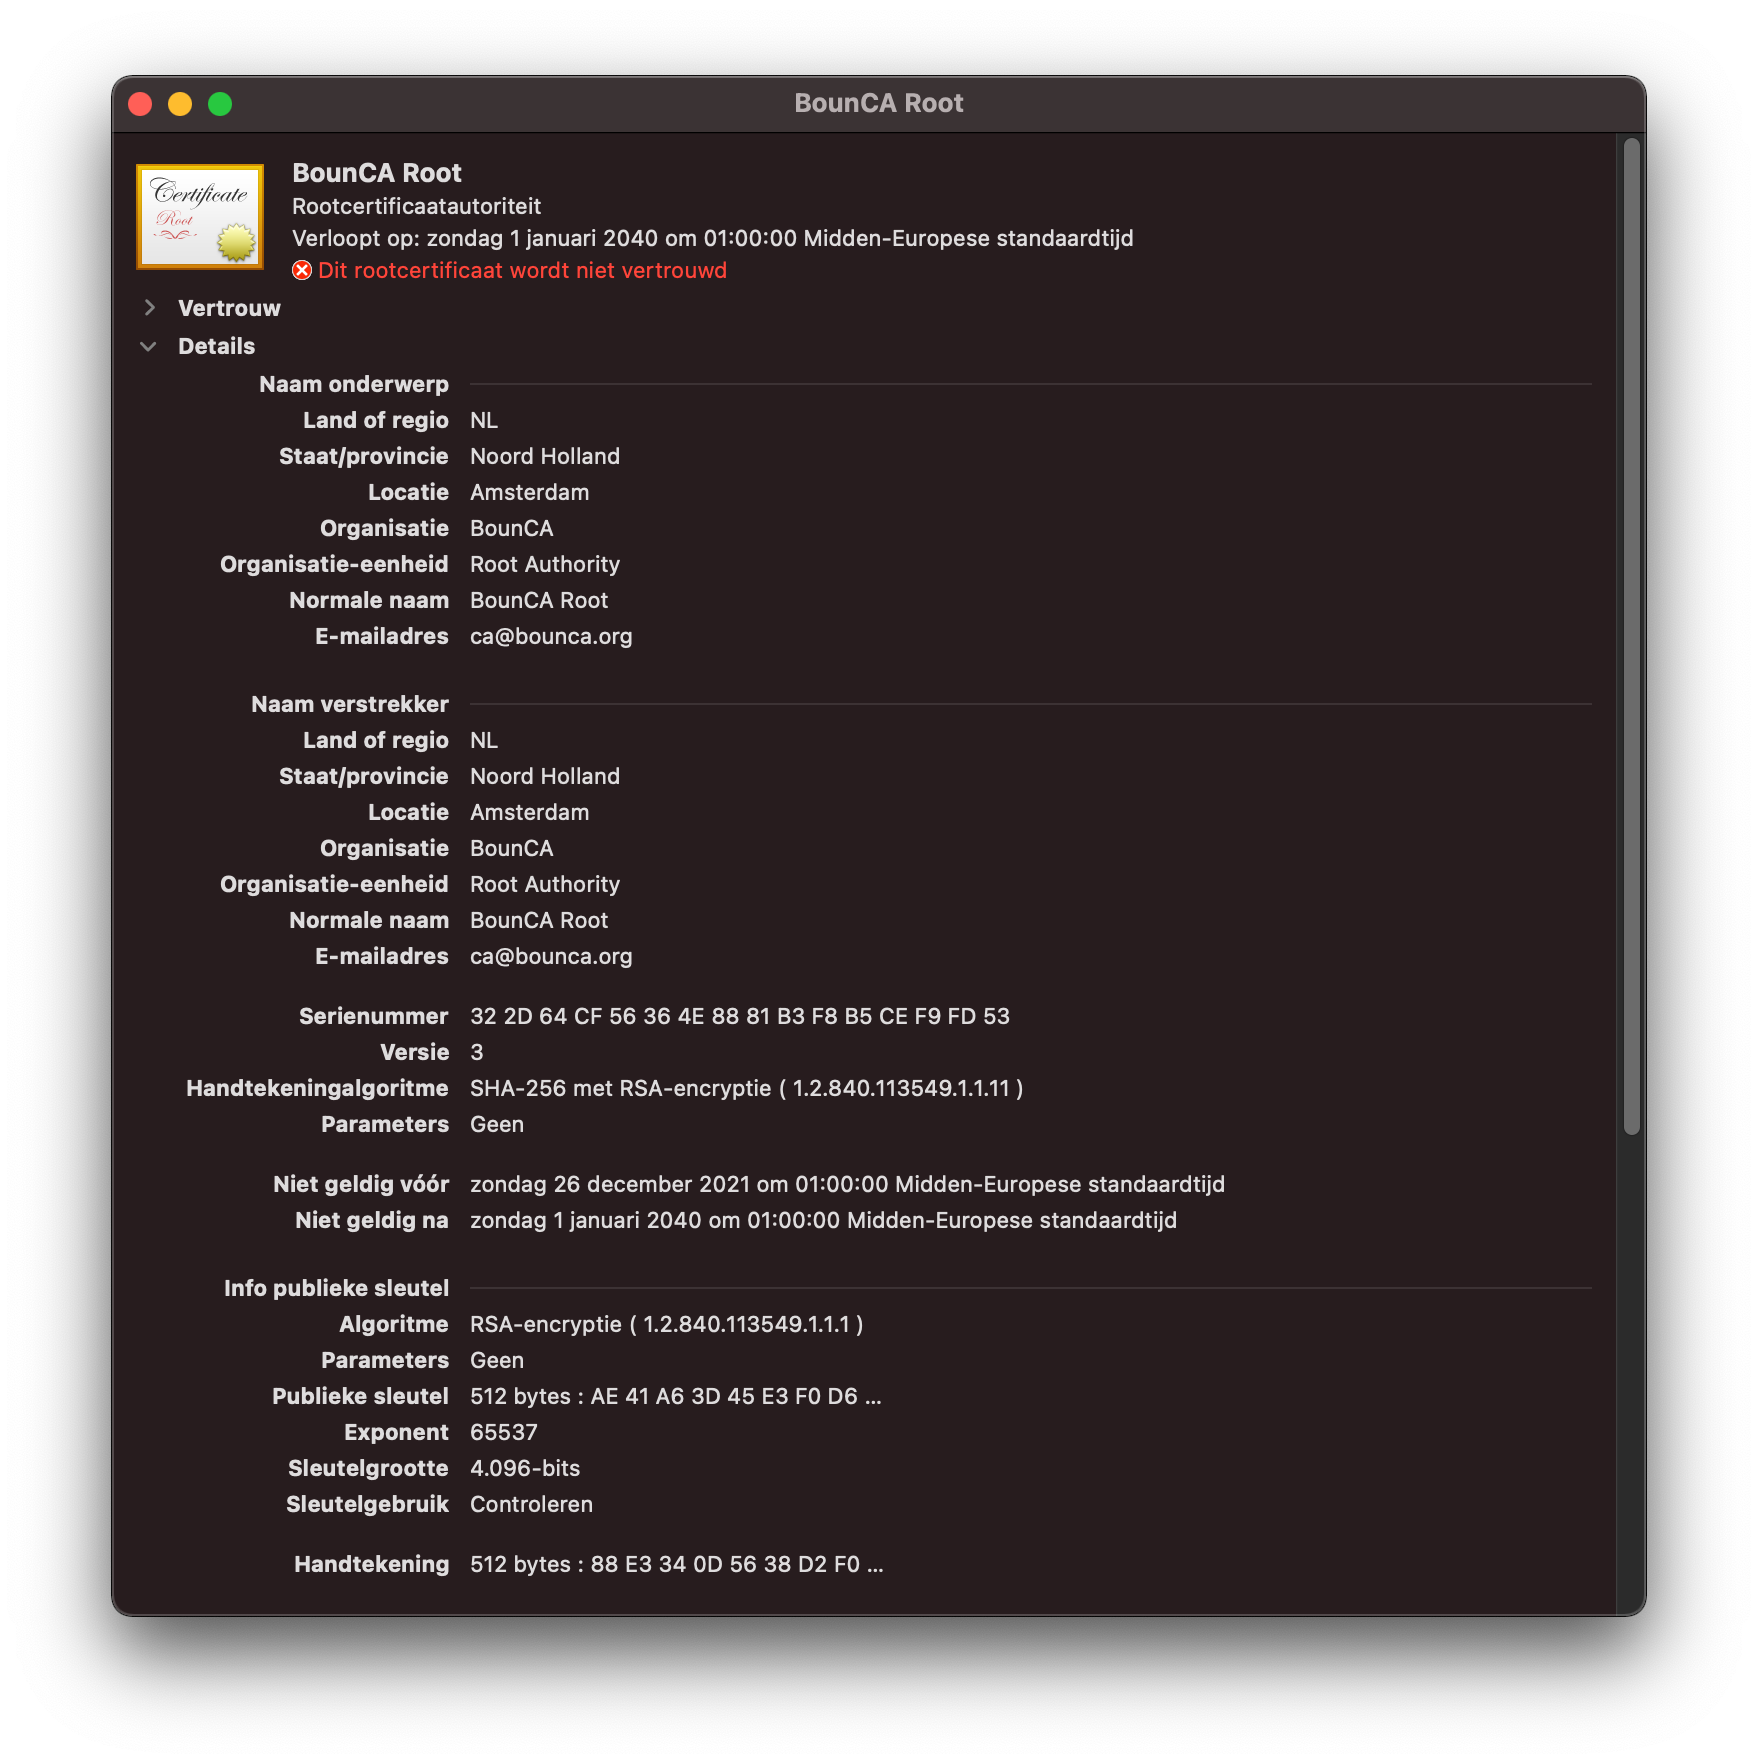 BounCA Root
Certificate
Root
BounCA Root
Rootcertificaatautoriteit
Verloopt op: zondag 1 januari 2040 om 01:00:00 Midden-Europese standaardtijd
Dit rootcertificaat wordt niet vertrouwd
Vertrouw
Details
Naam onderwerp
Land of regio NL
Staat/provincie Noord Holland
Locatie Amsterdam
Organisatie BounCA
Organisatie-eenheid Root Authority
Normale naam BounCA Root
E-mailadres ca@bounca.org
Naam verstrekker
Land of regio NL
Staat/provincie Noord Holland
Locatie Amsterdam
Organisatie BounCA
Organisatie-eenheid Root Authority
Normale naam BounCA Root
E-mailadres ca@bounca.org
Serienummer 32 2D 64 CF 56 36 4E 88 81 B3 F8 B5 CE F9 FD 53
Versie 3
Handtekeningalgoritme SHA-256 met RSA-encryptie ( 1.2.840.113549.1.1.11 )
Parameters Geen
Niet geldig vóór zondag 26 december 2021 om 01:00:00 Midden-Europese standaardtijd
Niet geldig na zondag 1 januari 2040 om 01:00:00 Midden-Europese standaardtijd
Info publieke sleutel
Algoritme RSA-encryptie ( 1.2.840.113549.1.1.1 )
Parameters Geen
Publieke sleutel 512 bytes : AE 41 A6 3D 45 E3 F0 D6 ...
Exponent 65537
Sleutelgrootte 4.096-bits
Sleutelgebruik Controleren
Handtekening 512 bytes : 88 E3 34 0D 56 38 D2 F0 ...